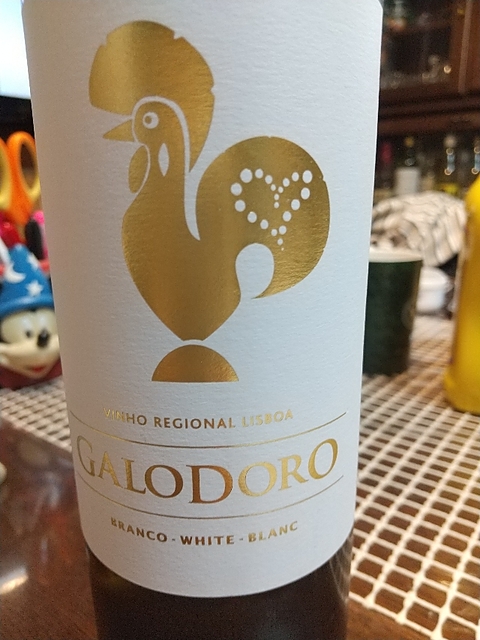 VINHO REGIONAL LISBOA
GALODORO
BRANCO - WHITE - BLANC